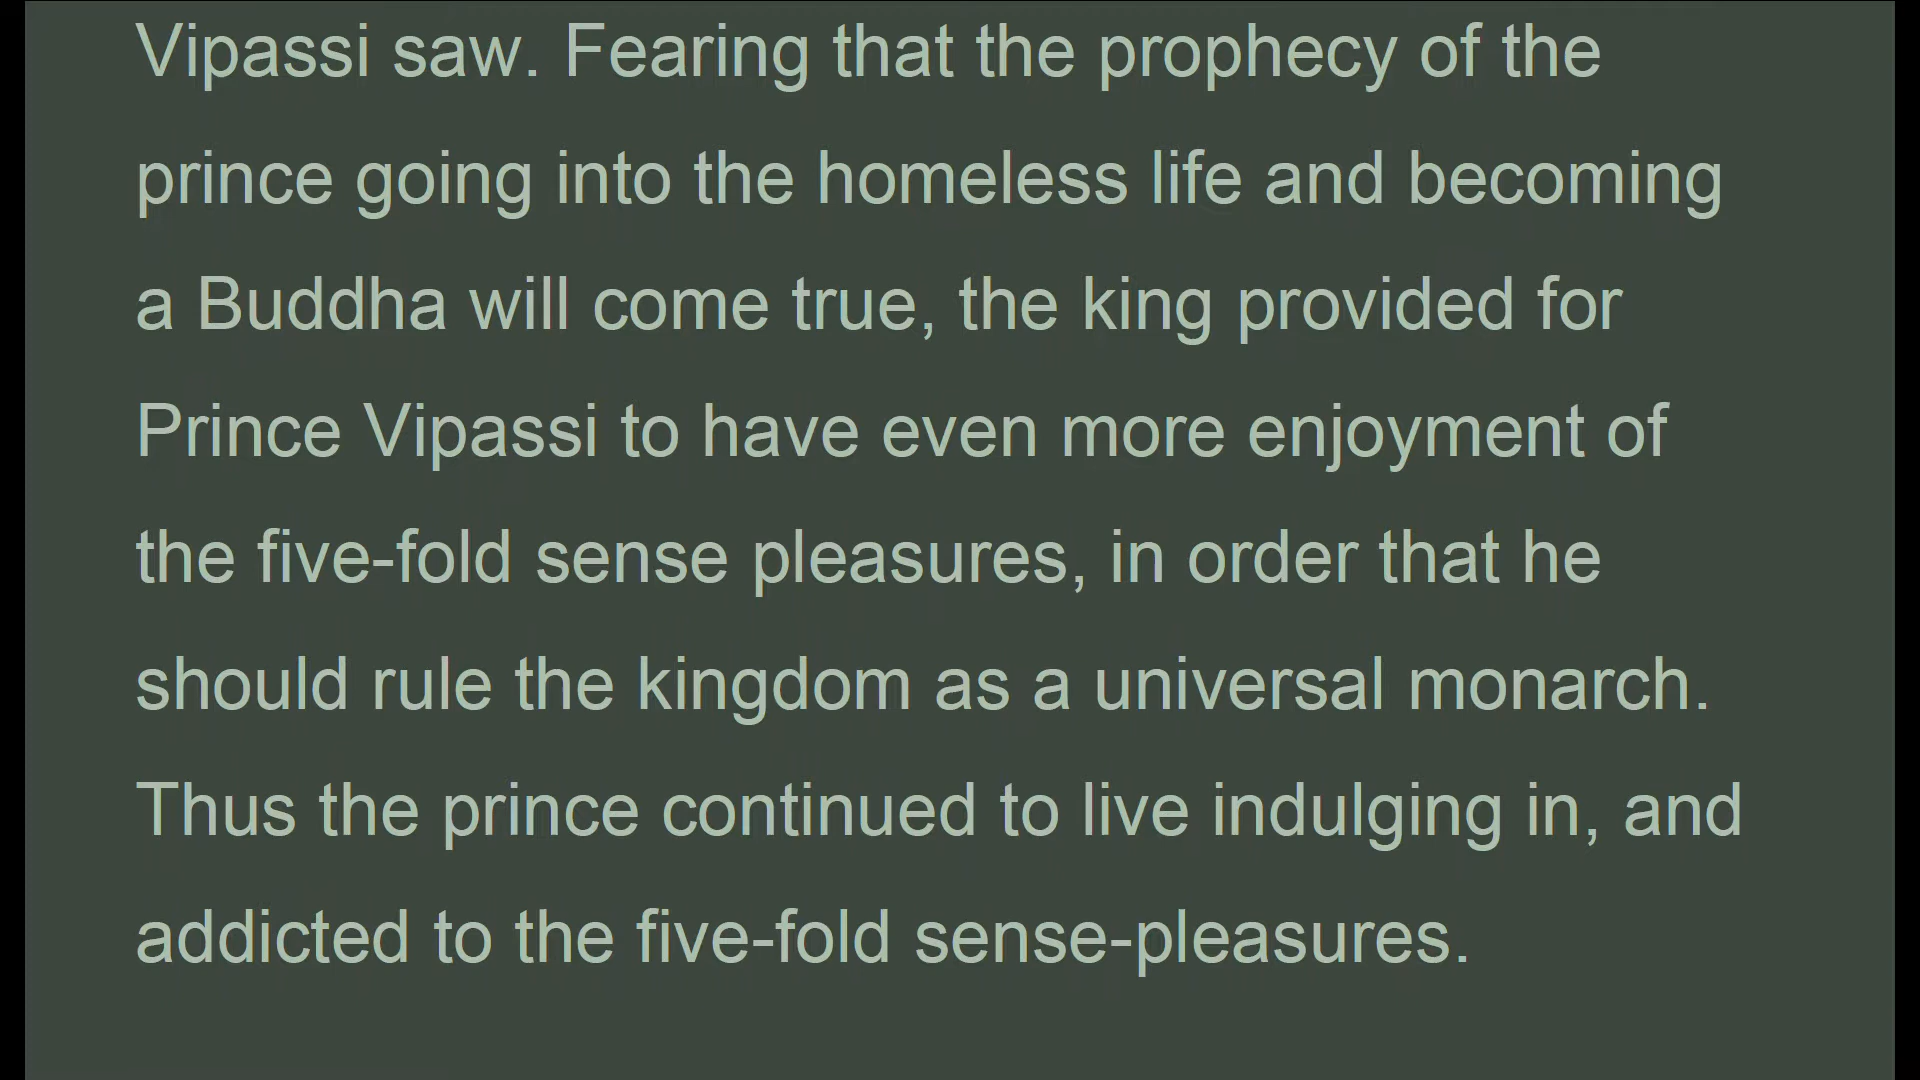 Vipassi saw. Fearing that the prophecy of the
prince going into the homeless life and becoming
a Buddha will come true, the king provided for
Prince Vipassi to have even more enjoyment of
the five-fold sense pleasures, in order that he
should rule the kingdom as a universal monarch.
Thus the prince continued to live indulging in, and
addicted to the five-fold sense-pleasures.